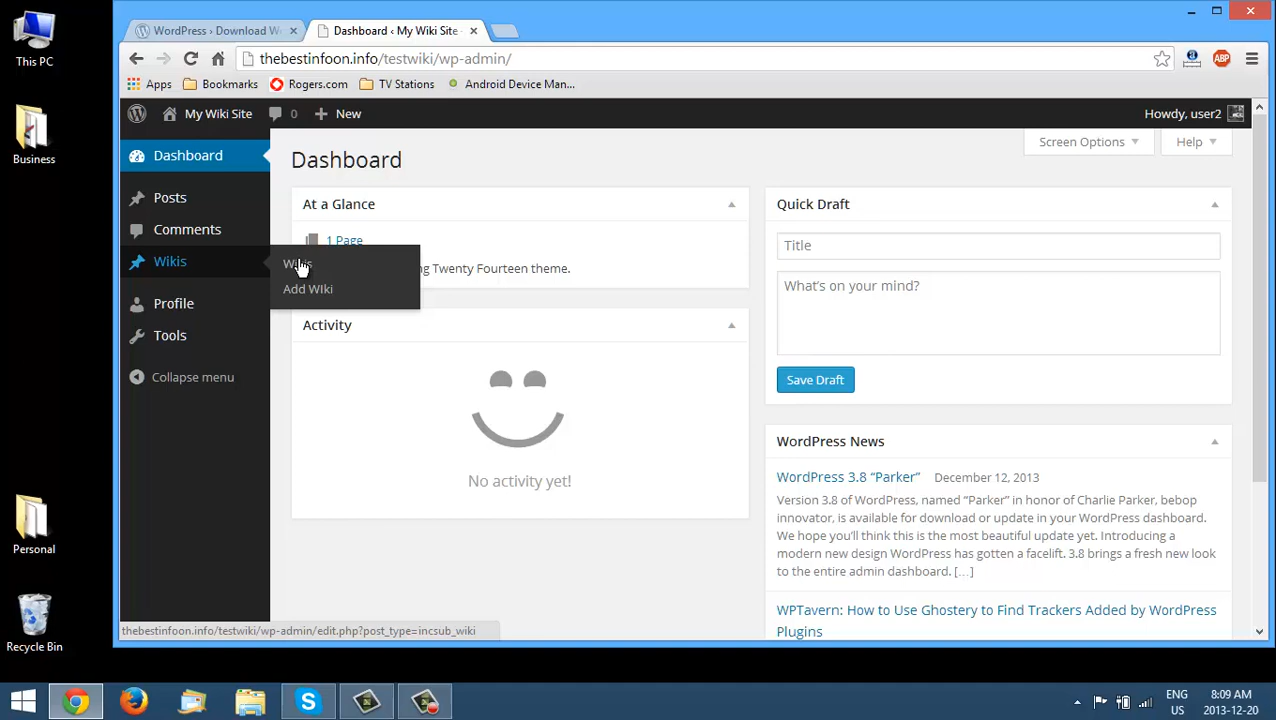 This PC
Business
Personal
Recycle Bin
WordPress › Download W
Dashboard ‹ My Wiki Site
thebestinfoon.info/testwiki/wp-admin/
ABP
Apps
Bookmarks
Rogers.com
TV Stations
Android Device Man...
My Wiki Site
0
New
Howdy, user2
Dashboard
Posts
Comments
Wikis
Profile
Tools
Collapse menu
Wikis
Add Wiki
Dashboard
Screen Options
Help
At a Glance
1 Page
ng Twenty Fourteen theme.
Activity
No activity yet!
Quick Draft
Title
What's on your mind?
Save Draft
WordPress News
WordPress 3.8 “Parker” December 12, 2013
Version 3.8 of WordPress, named “Parker” in honor of Charlie Parker, bebop
innovator, is available for download or update in your WordPress dashboard.
We hope you’ll think this is the most beautiful update yet. Introducing a
modern new design WordPress has gotten a facelift. 3.8 brings a fresh new look
to the entire admin dashboard. […]
WPTavern: How to Use Ghostery to Find Trackers Added by WordPress
Plugins
thebestinfoon.info/testwiki/wp-admin/edit.php?post_type=incsub_wiki
ENG
US
8:09 AM
2013-12-20